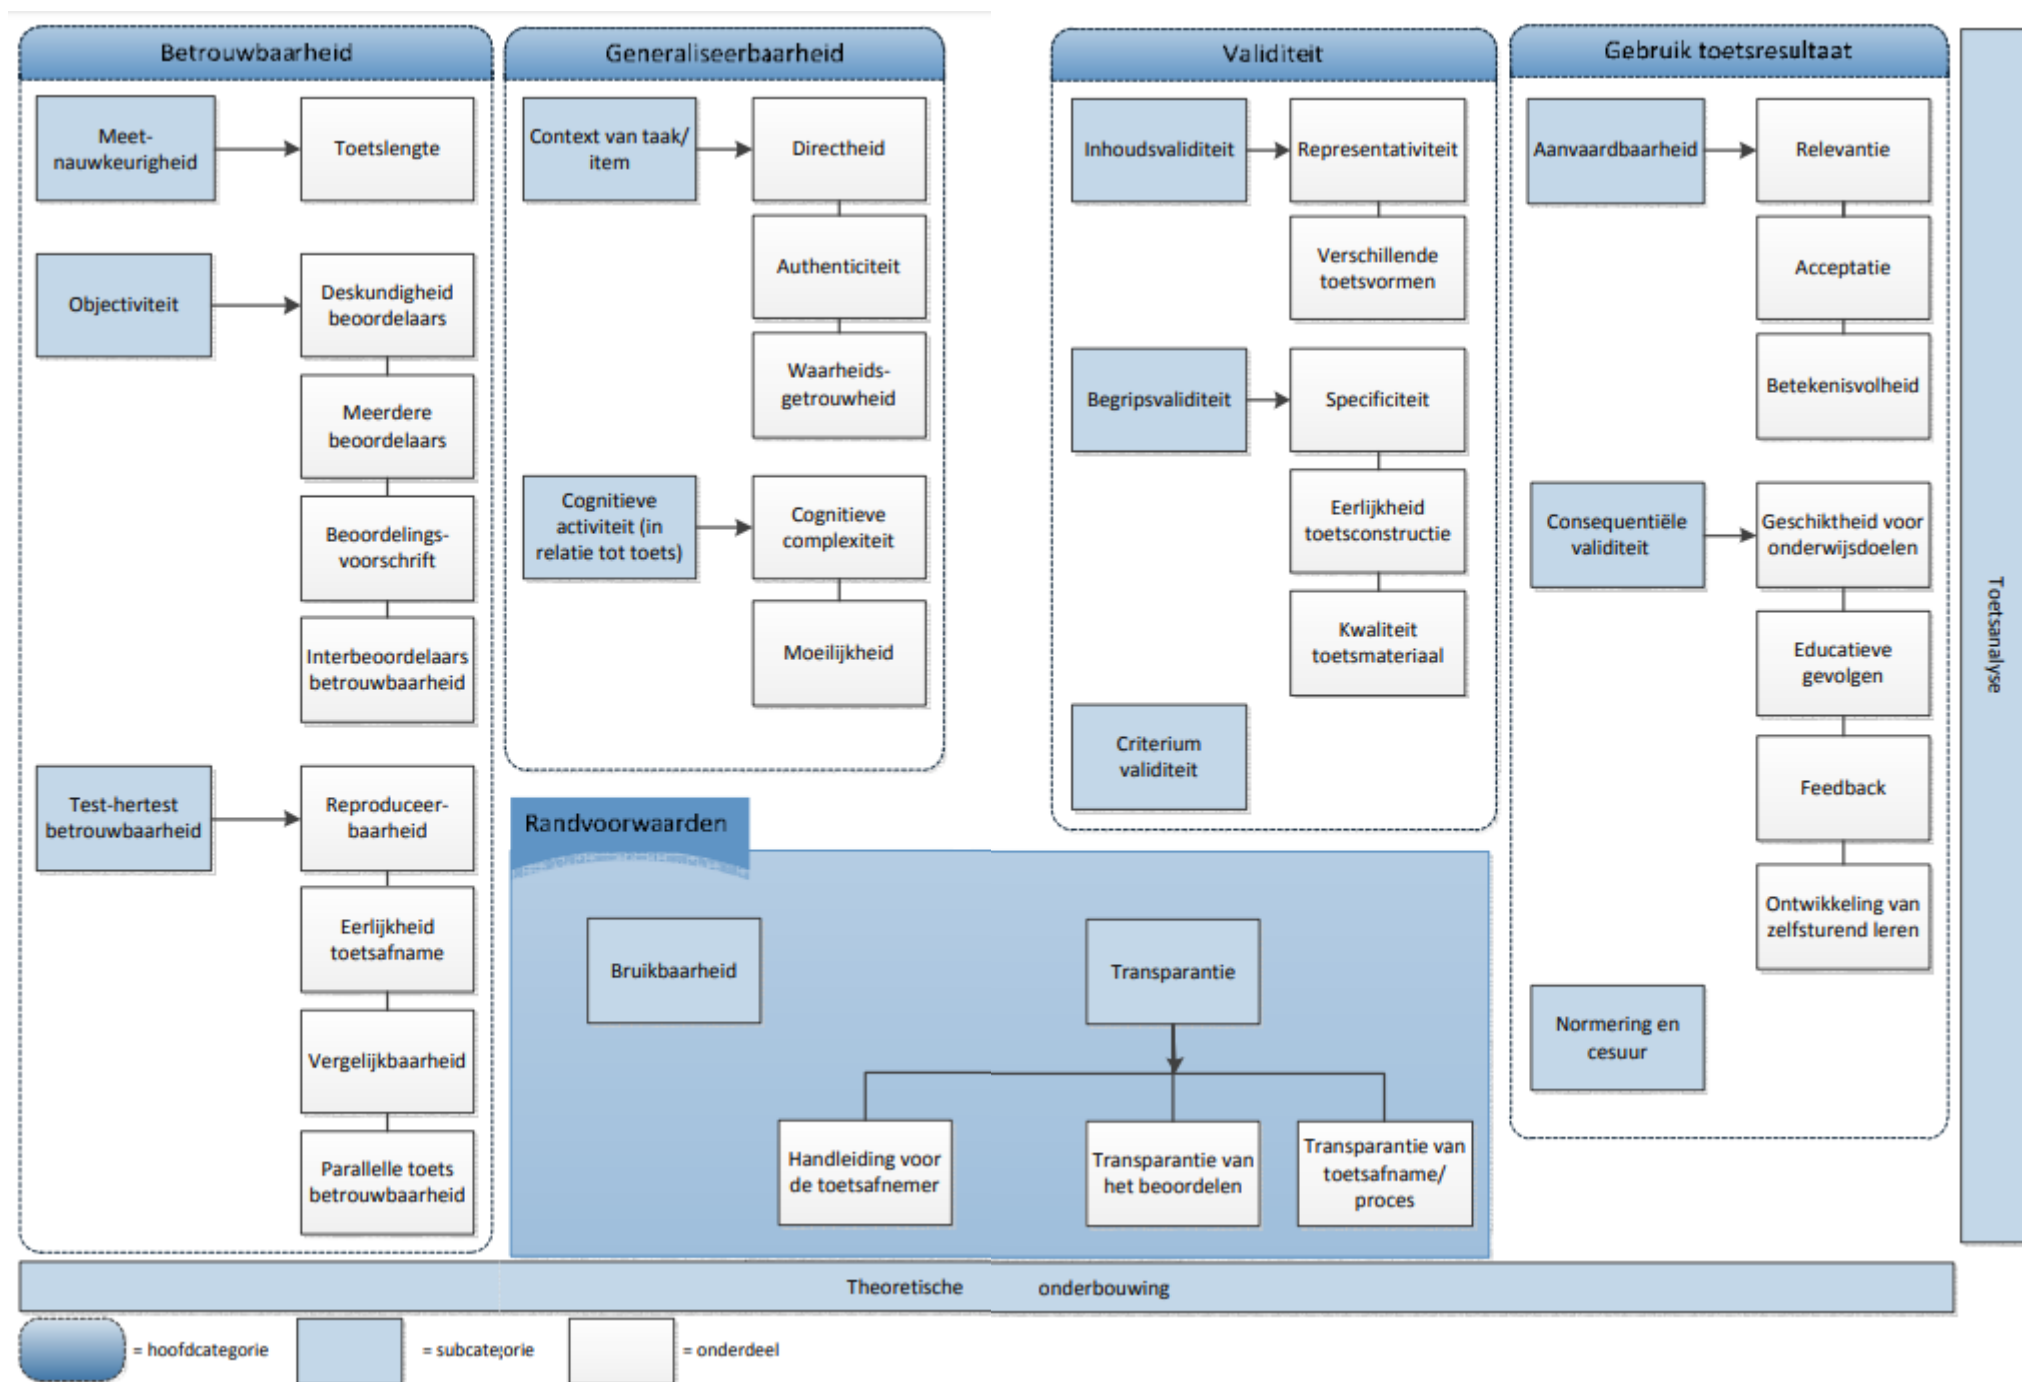 Betrouwbaarheid
Meet-
nauwkeurigheid
Toetslengte
Objectiviteit
Deskundigheid
beoordelaars
Meerdere
beoordelaars
Beoordelings-
voorschrift
Interbeoordelaars
betrouwbaarheid
Test-hertest
betrouwbaarheid
Reproduceer-
baarheid
Eerlijkheid
toetsafname
Vergelijkbaarheid
Parallelle toets
betrouwbaarheid
Generaliseerbaarheid
Context van taak/
item
Directheid
Authenticiteit
Waarheids-
getrouwheid
Cognitieve
activiteit (in
relatie tot toets)
Cognitieve
complexiteit
Moeilijkheid
Validiteit
Inhoudsvaliditeit
Representativiteit
Verschillende
toetsvormen
Begripsvaliditeit
Specificiteit
Eerlijkheid
toetsconstructie
Kwaliteit
toetsmateriaal
Criterium
validiteit
Gebruik toetsresultaat
Aanvaardbaarheid
Relevantie
Acceptatie
Betekenisvolheid
Consequentiële
validiteit
Geschiktheid voor
onderwijsdoelen
Educatieve
gevolgen
Feedback
Ontwikkeling van
zelfsturend leren
Normering en
cesuur
Toetsanalyse
Randvoorwaarden
Bruikbaarheid
Transparantie
Handleiding voor
de toetsafnemer
Transparantie van
het beoordelen
Transparantie van
toetsafname/
proces
Theoretische onderbouwing
= hoofdcategorie
= subcategorie
= onderdeel